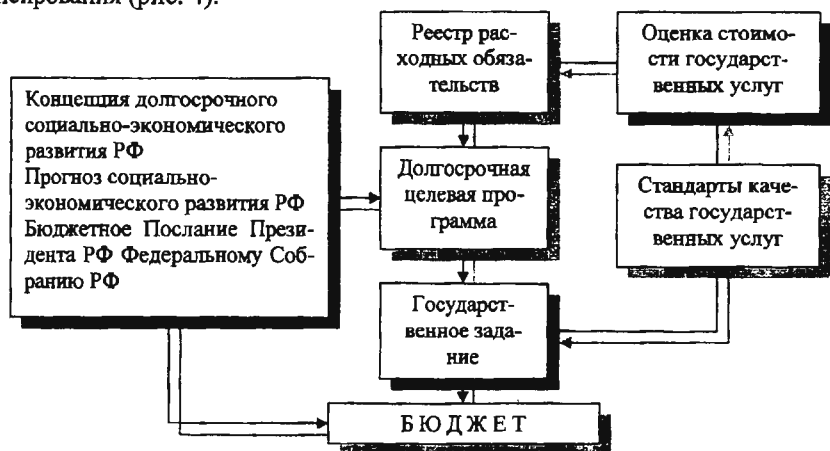 (рис. 4).
Реестр рас-
ходных обяза-
тельств
Оценка стоимо-
сти государст-
венных услуг
Концепция долгосрочного
социально-экономического
развития РФ
Прогноз социально-
экономического развития РФ
Бюджетное Послание Прези-
дента РФ Федеральному Соб-
ранию РФ
Долгосрочная
целевая про-
грамма
Стандарты каче-
ства государст-
венных услуг
Государст-
венное зада-
ние
БЮДЖЕТ